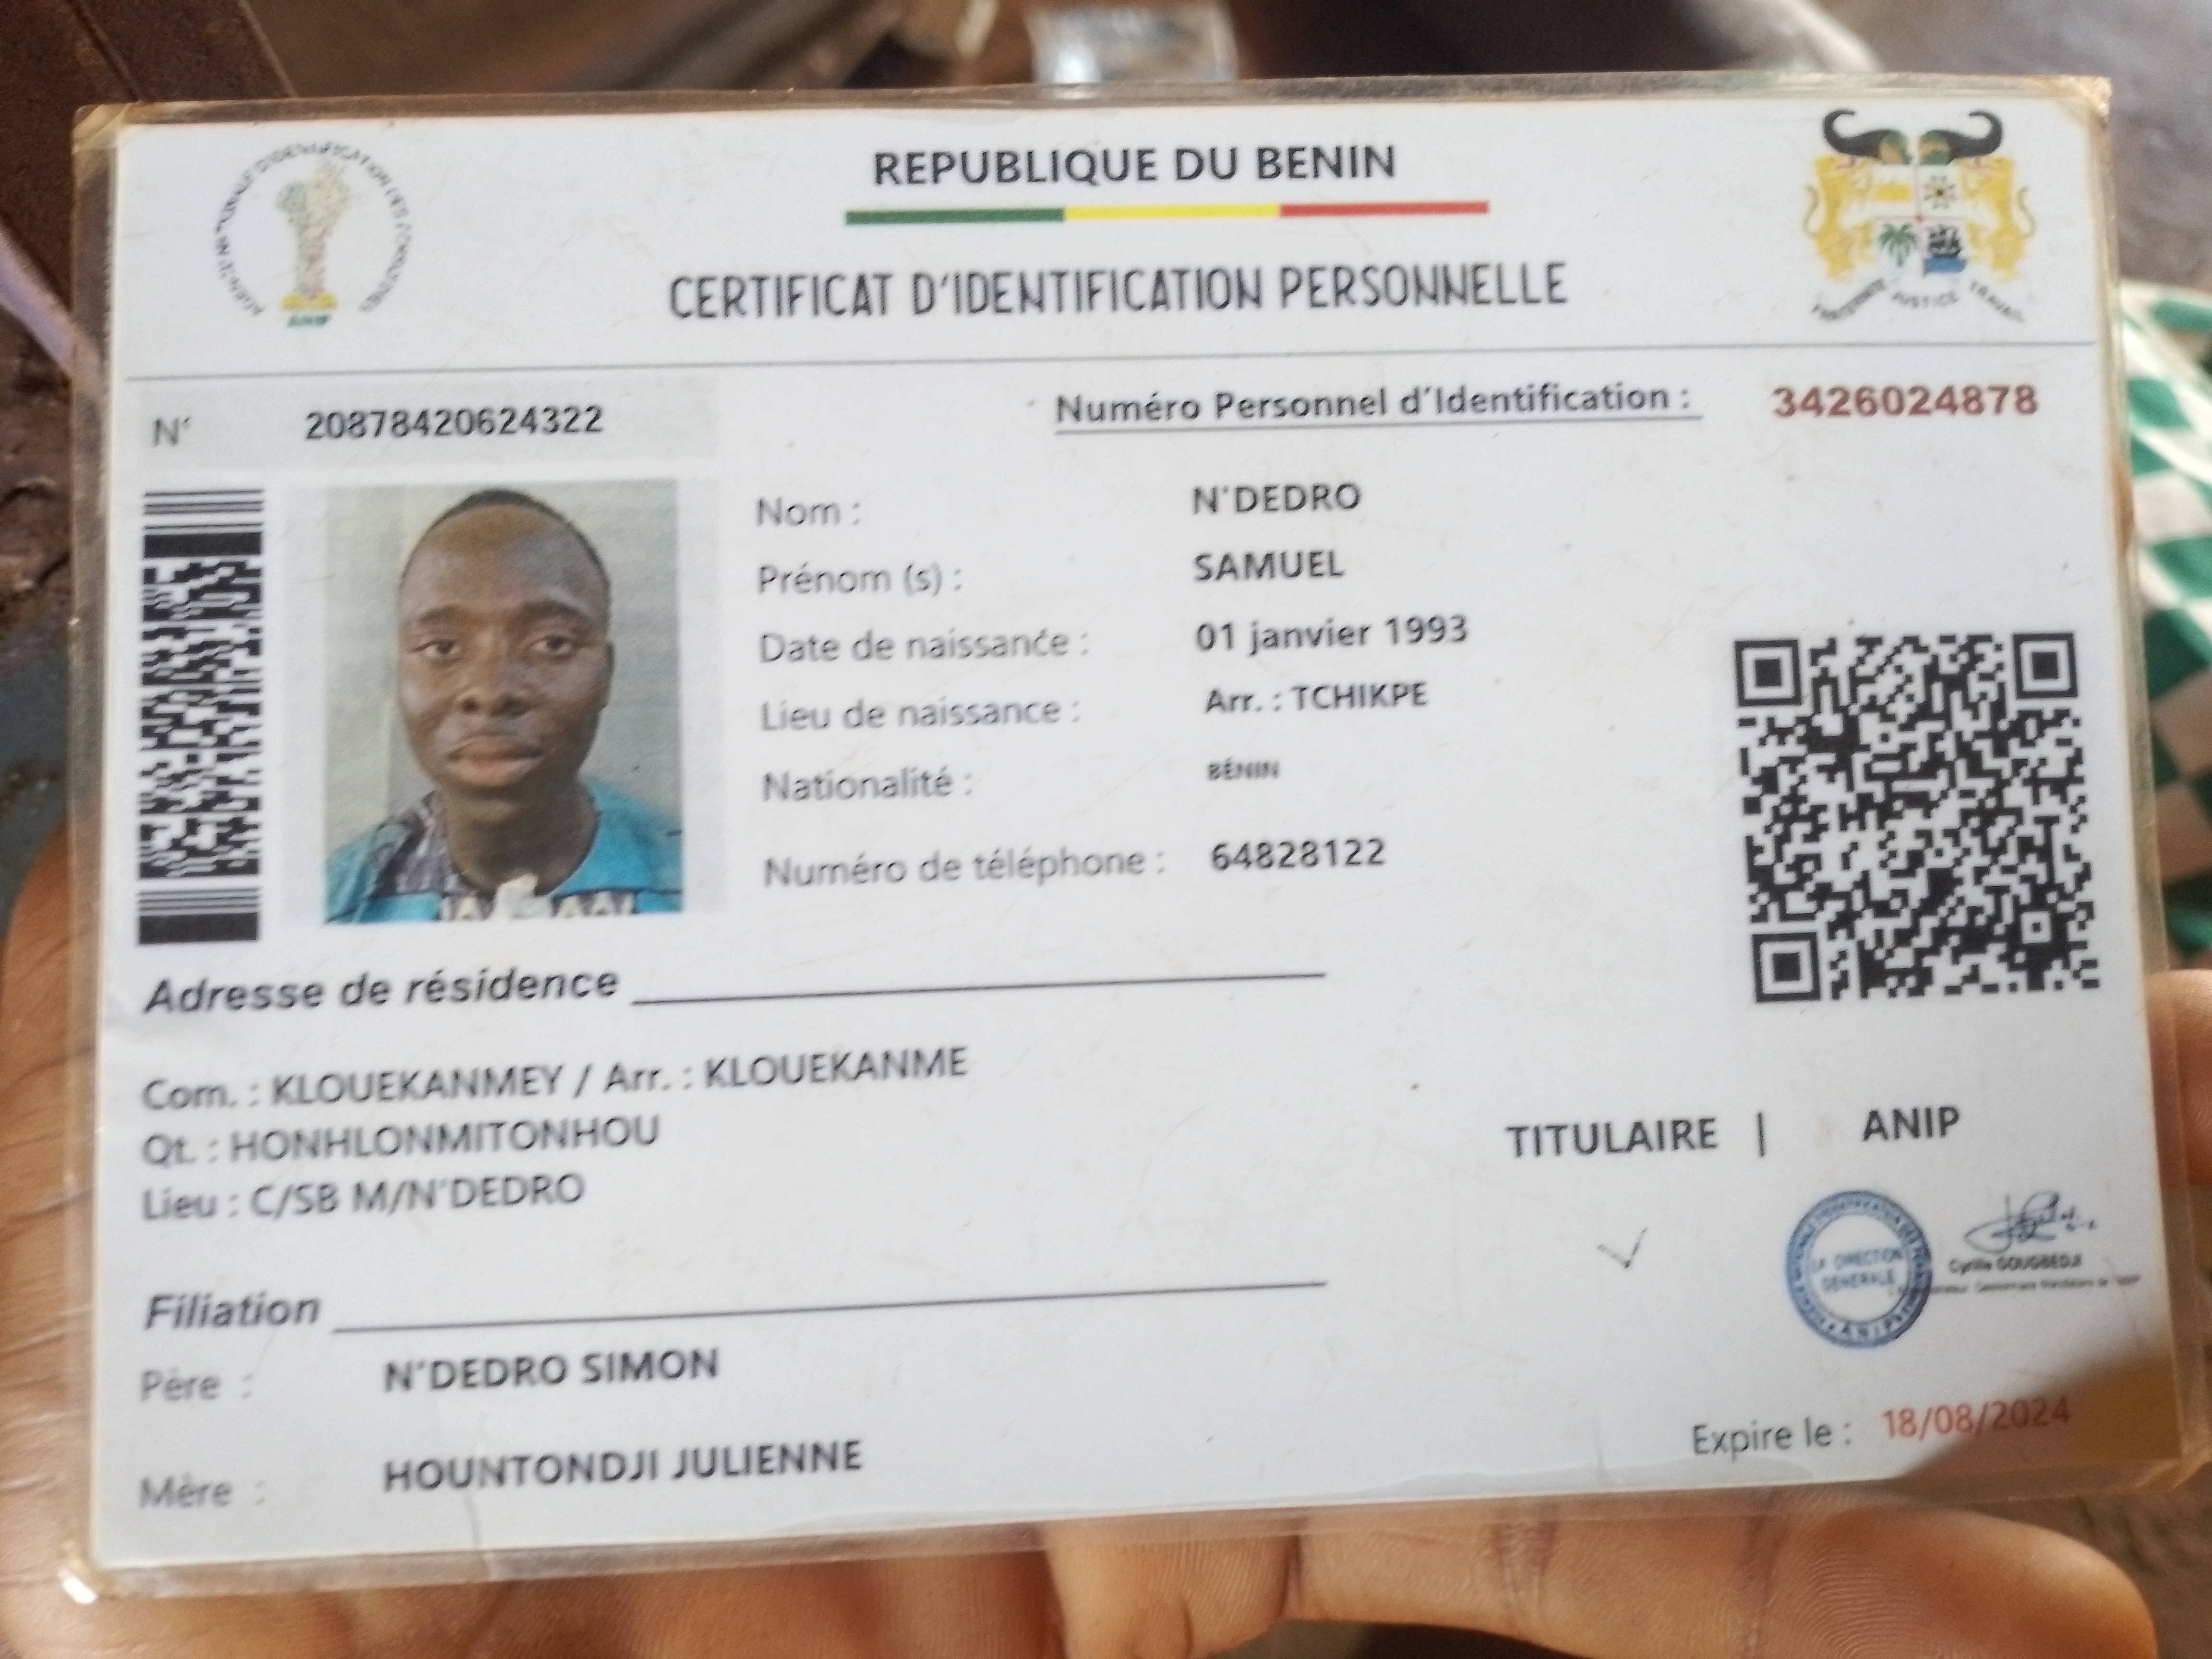 REPUBLIQUE DU BENIN
CERTIFICAT D'IDENTIFICATION PERSONNELLE
ANIP
FRATERNITE JUSTICE TRAVAIL
N° 20878420624322
Numéro Personnel d'Identification : 3426024878
Nom : N'DEDRO
Prénom (s) : SAMUEL
Date de naissance : 01 janvier 1993
Lieu de naissance : Arr. : TCHIKPE
Nationalité : BÉNIN
Numéro de téléphone : 64828122
Adresse de résidence
Com. : KLOUEKANMEY / Arr. : KLOUEKANME
Qt. : HONHLONMITONHOU
Lieu : C/SB M/N'DEDRO
TITULAIRE | ANIP
LA DIRECTION
GENERALE
Cyrille GOUGBEDJI
Filiation
Père : N'DEDRO SIMON
Mère : HOUNTONDJI JULIENNE
Expire le : 18/08/2024